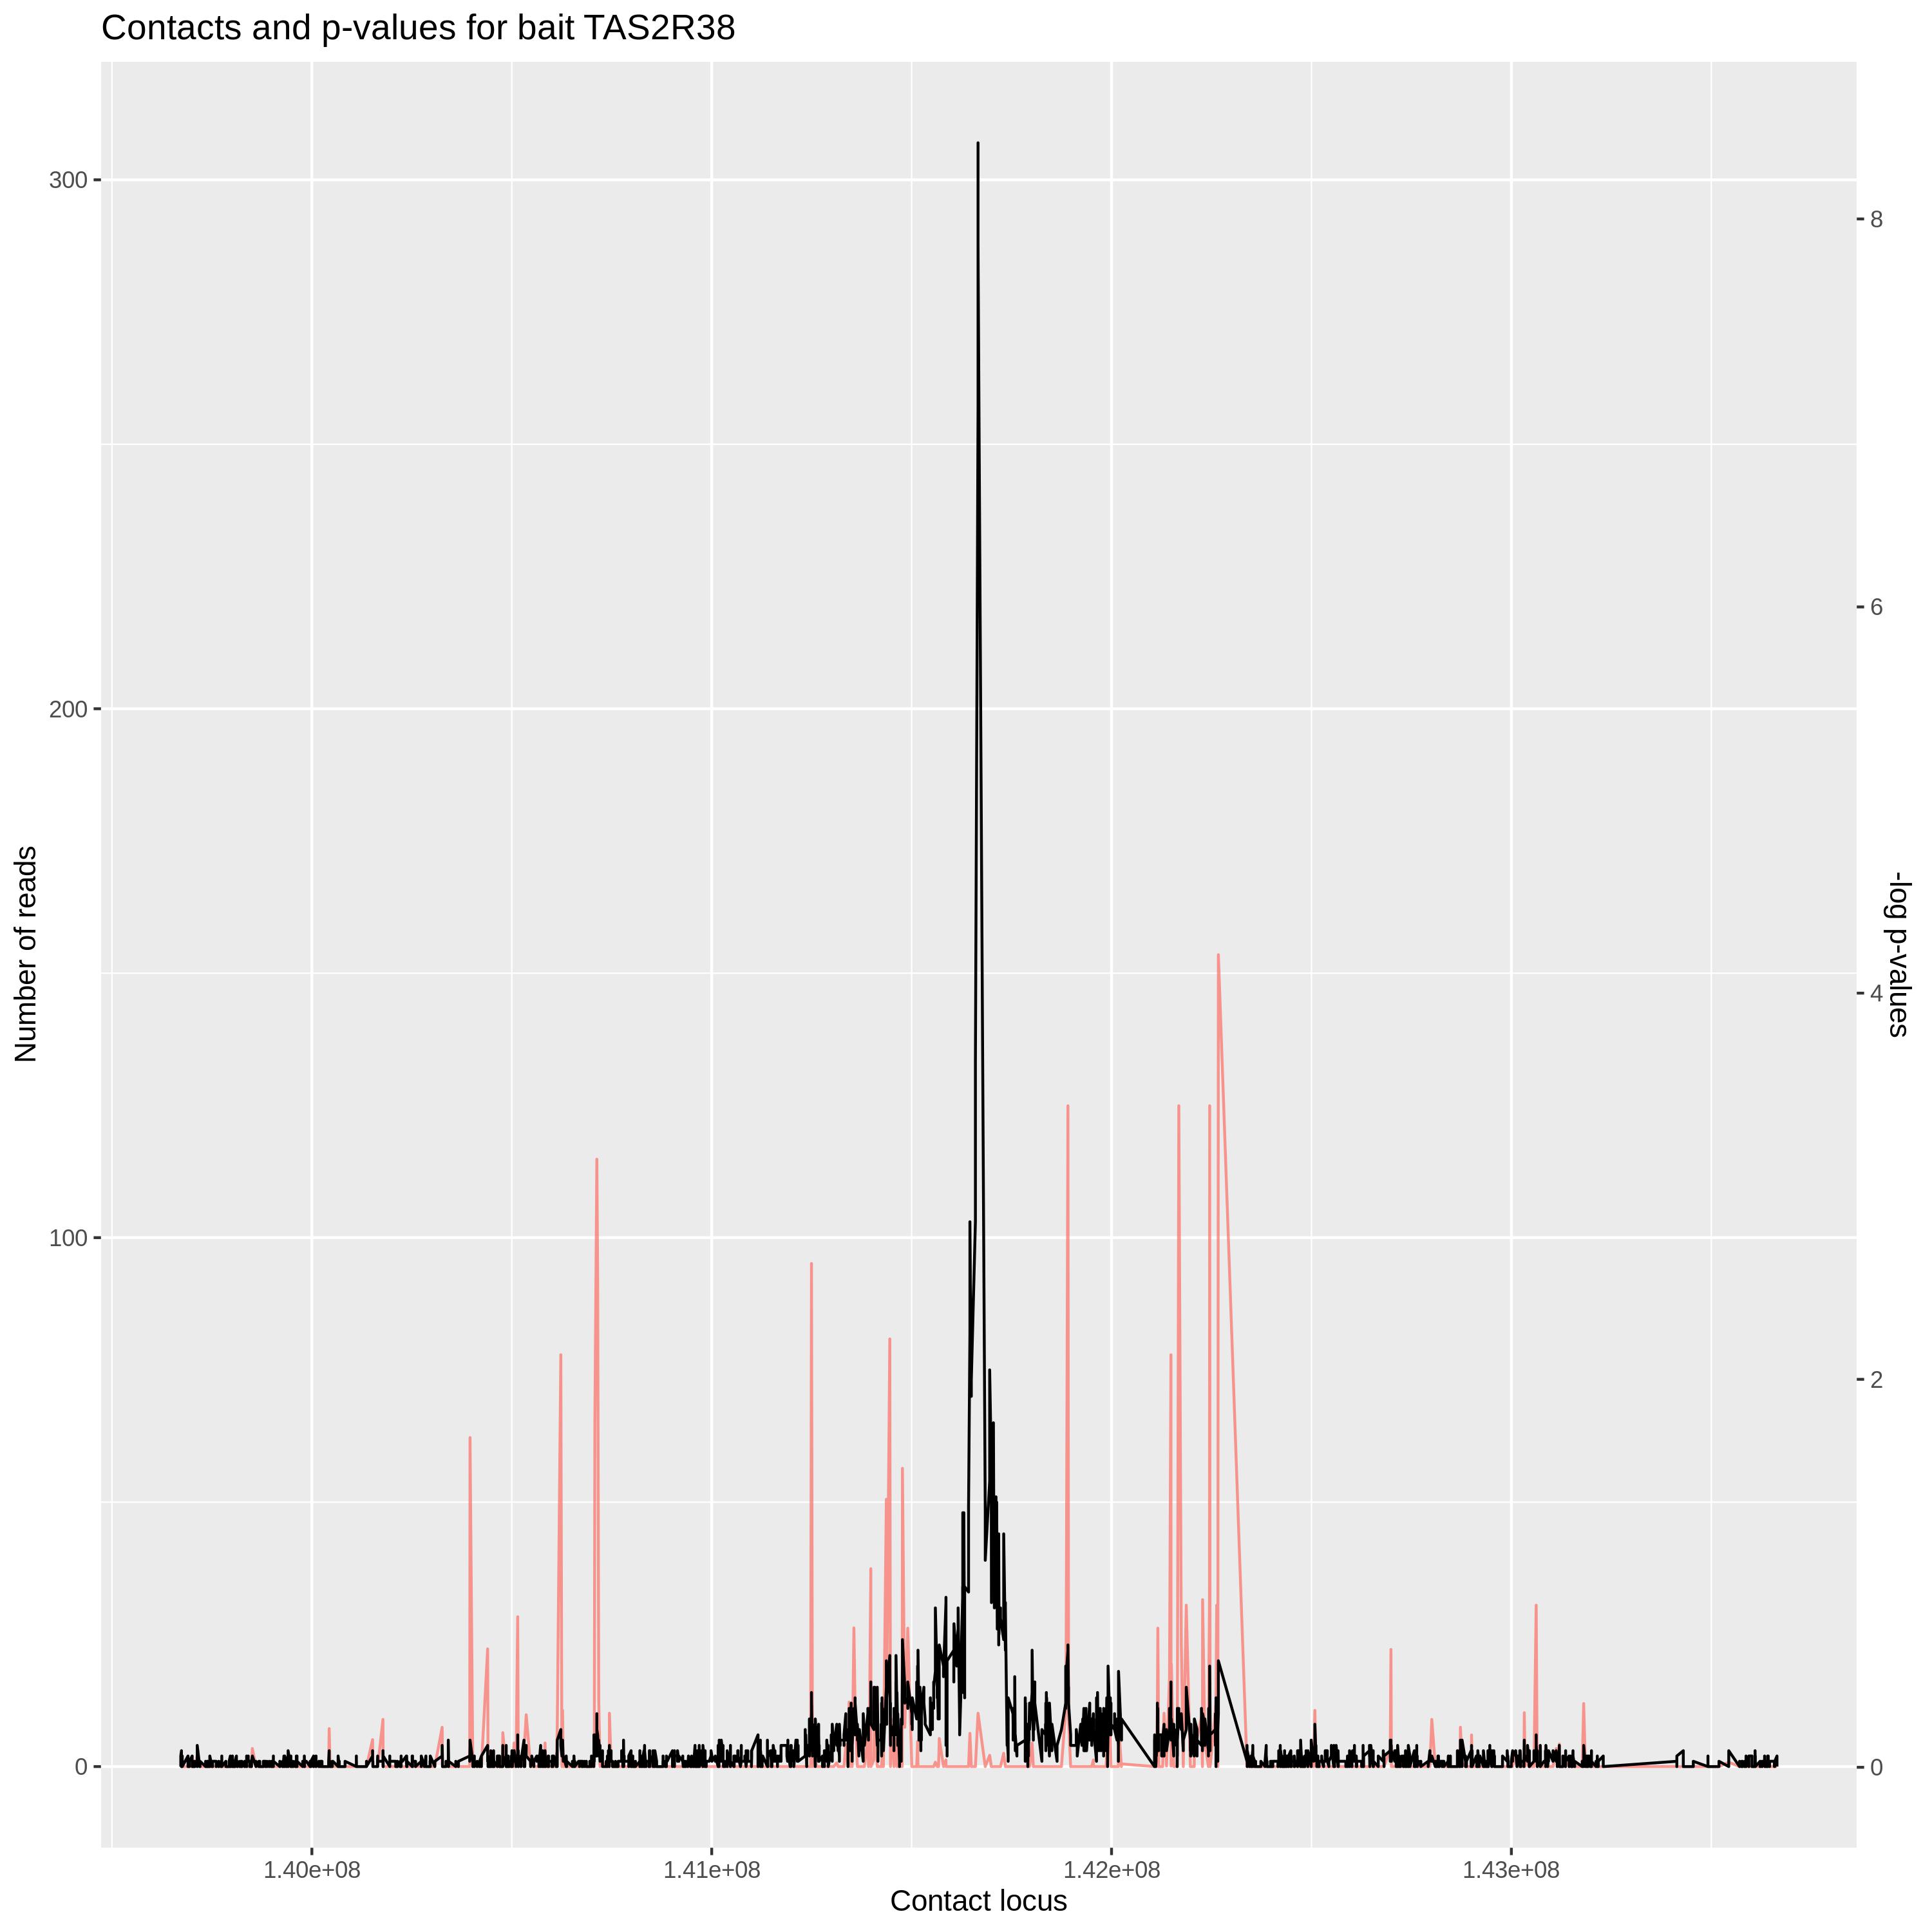 Contacts and p-values for bait TAS2R38
300
200
100
0
Number of reads
8
6
4
2
0
-log p-values
1.40e+08
1.41e+08
1.42e+08
1.43e+08
Contact locus